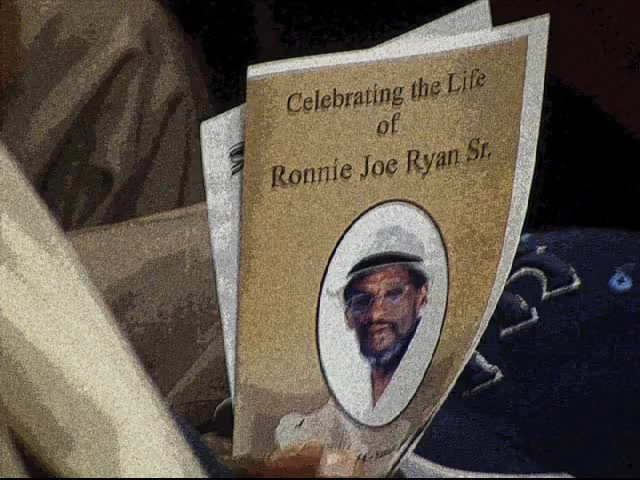 Celebrating the Life
of
Ronnie Joe Ryan Sr.